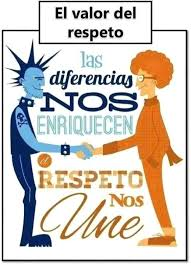 El valor del
respeto
las
diferencias
NOS
ENRIQUECEN
el
RESPETO
Nos
Une